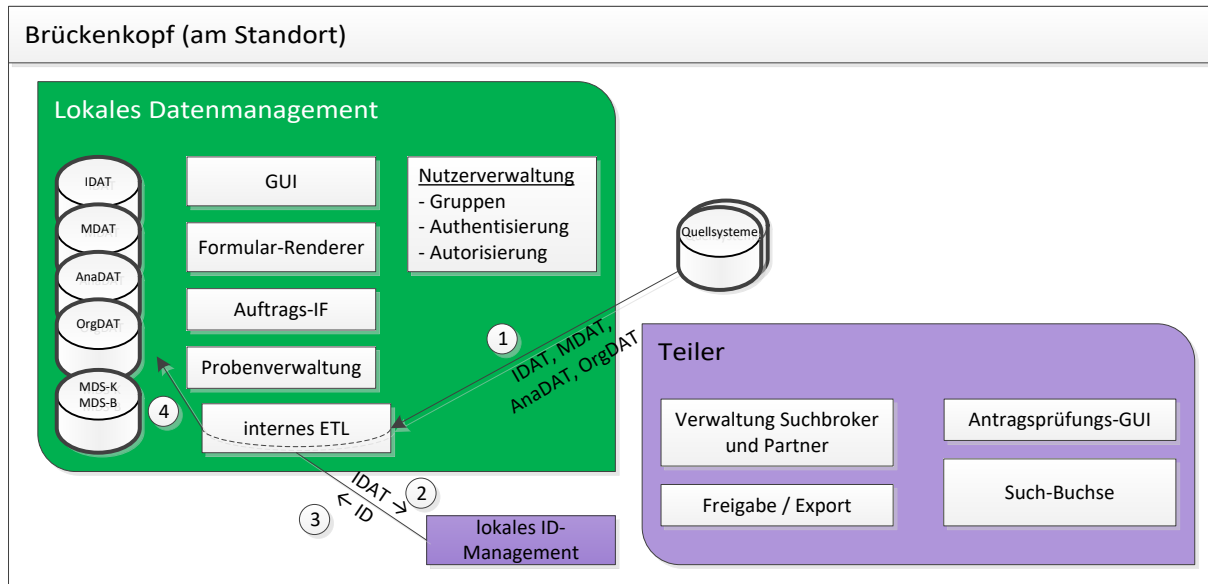 Brückenkopf (am Standort)
Lokales Datenmanagement
IDAT
MDAT
AnaDAT
OrgDAT
MDS-K
MDS-B
GUI
Formular-Renderer
Auftrags-IF
Probenverwaltung
internes ETL
Nutzerverwaltung
- Gruppen
- Authentisierung
- Autorisierung
Quellsysteme
1
IDAT, MDAT,
AnaDAT, OrgDAT
4
IDAT →
2
← ID
3
lokales ID-
Management
Teiler
Verwaltung Suchbroker
und Partner
Freigabe / Export
Antragsprüfungs-GUI
Such-Buchse